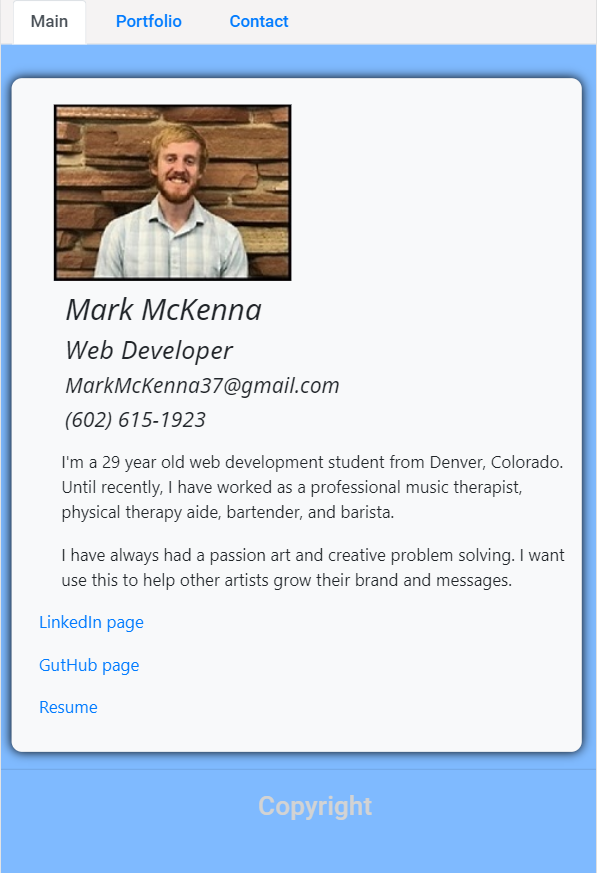 Main Portfolio Contact
Mark McKenna
Web Developer
MarkMcKenna37@gmail.com
(602) 615-1923
I'm a 29 year old web development student from Denver, Colorado.
Until recently, I have worked as a professional music therapist,
physical therapy aide, bartender, and barista.
I have always had a passion art and creative problem solving. I want
use this to help other artists grow their brand and messages.
LinkedIn page
GutHub page
Resume
Copyright